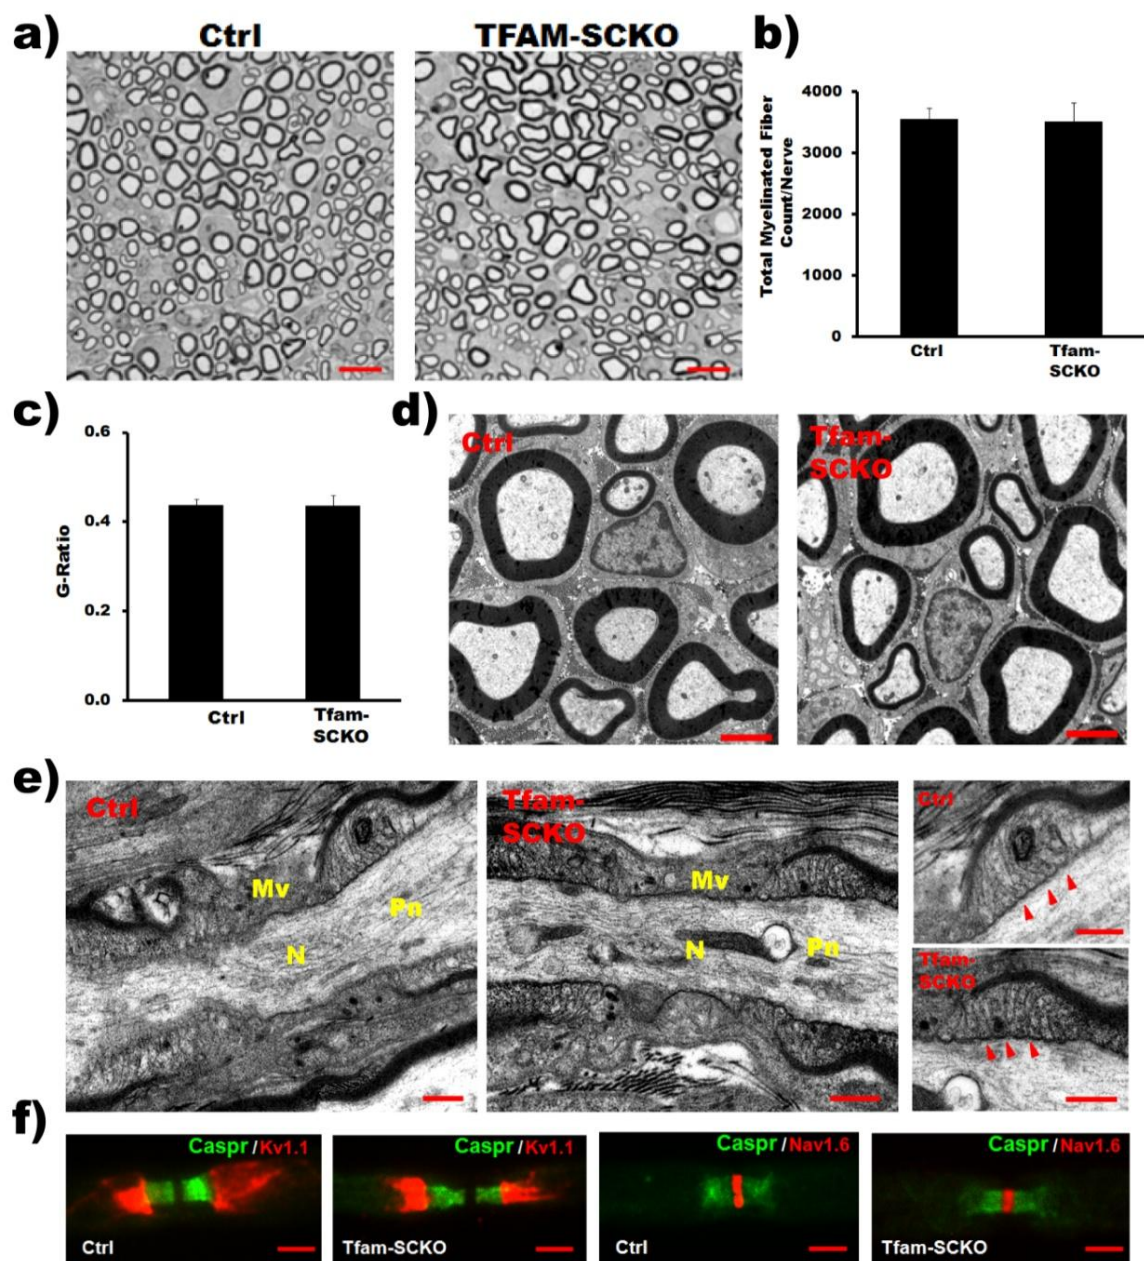 a)
Ctrl
TFAM-SCKO
b)
Total Myelinated Fiber
Count/Nerve
4000
3000
2000
1000
0
Ctrl
Tfam-
SCKO
c)
G-Ratio
0.6
0.4
0.2
0.0
Ctrl
Tfam-
SCKO
d)
Ctrl
Tfam-
SCKO
e)
Ctrl
Mv
Pn
N
Tfam-
SCKO
Mv
N
Pn
Ctrl
Tfam-
SCKO
f)
Caspr/Kv1.1
Ctrl
Caspr/Kv1.1
Tfam-SCKO
Caspr/Nav1.6
Ctrl
Caspr/Nav1.6
Tfam-SCKO